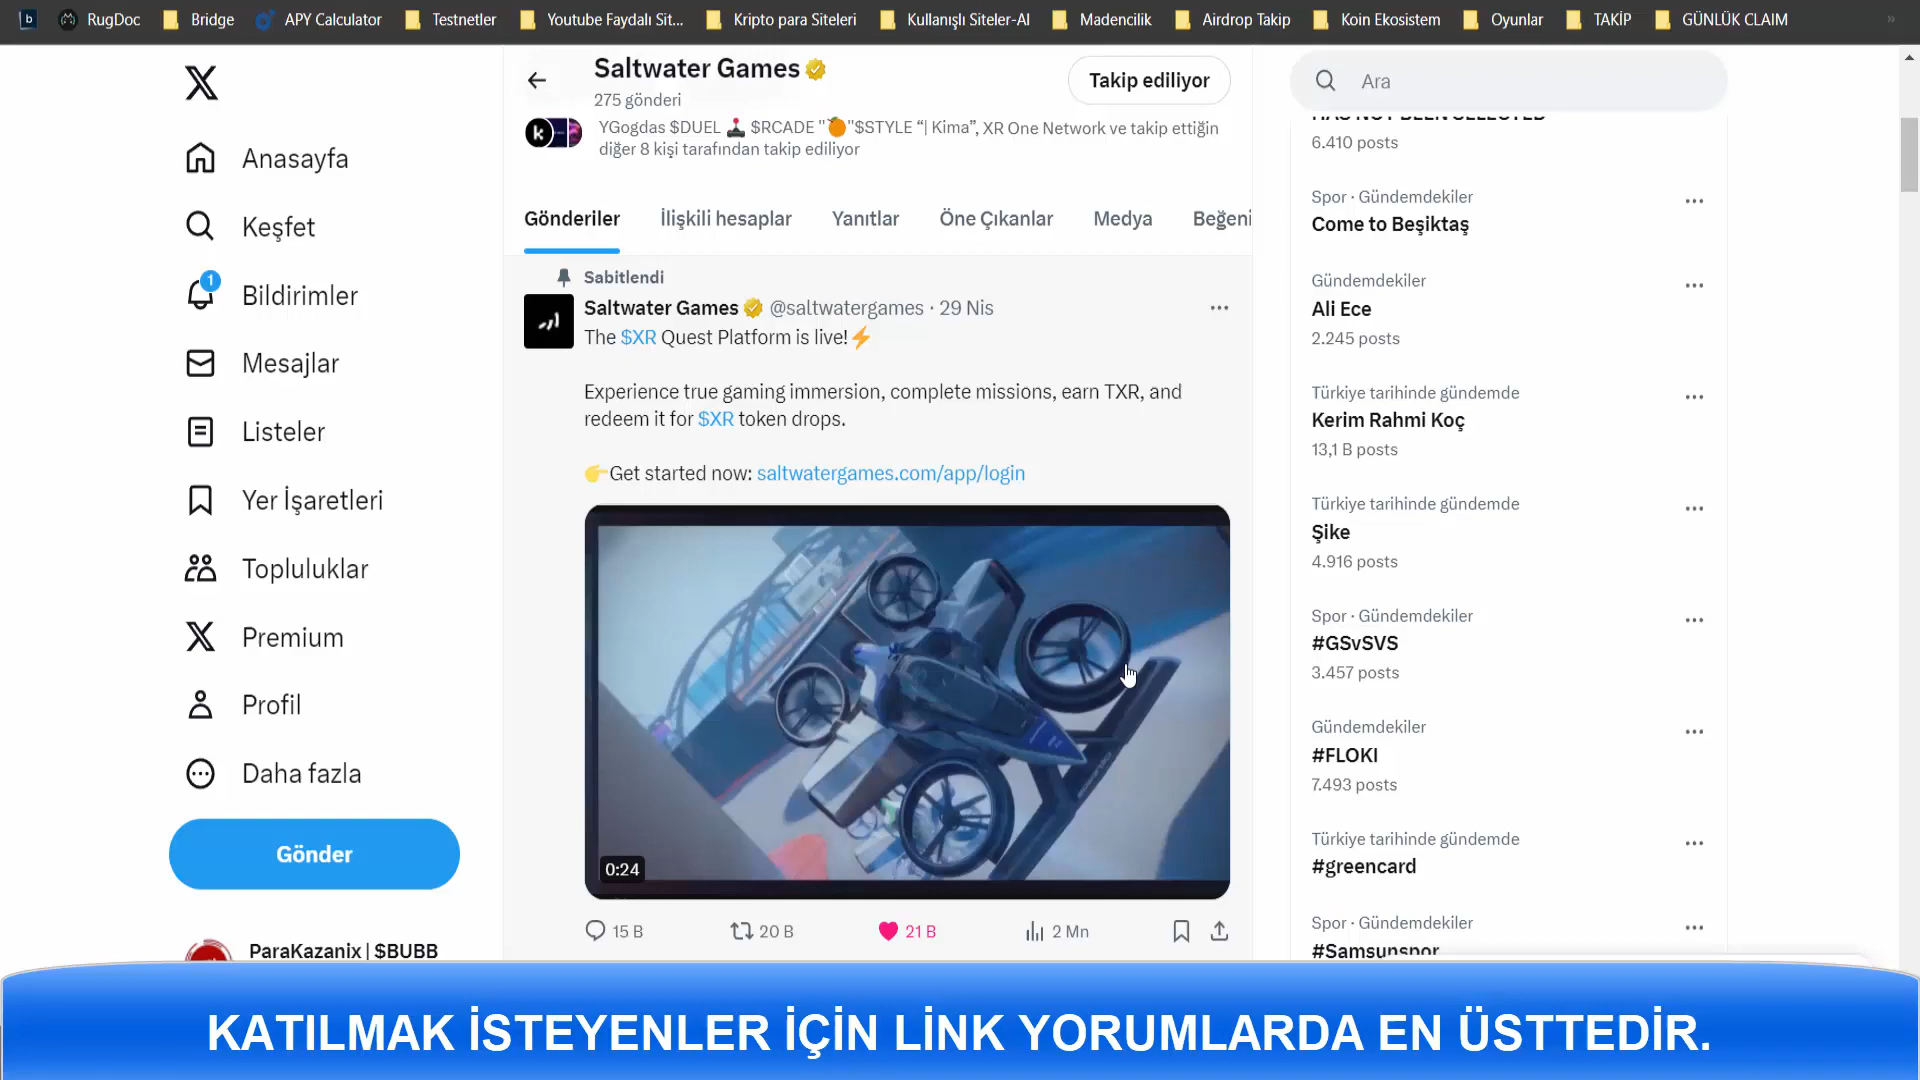 RugDoc
Bridge
APY Calculator
Testnetler
Youtube Faydalı Sit...
Kripto para Siteleri
Kullanışlı Siteler-AI
Madencilik
Airdrop Takip
Koin Ekosistem
Oyunlar
TAKİP
GÜNLÜK CLAIM
Anasayfa
Keşfet
1
Bildirimler
Mesajlar
Listeler
Yer İşaretleri
Topluluklar
Premium
Profil
Daha fazla
Gönder
ParaKazanix | $BUBB
Saltwater Games
275 gönderi
Takip ediliyor
YGogdas $DUEL 🕹️ $RCADE "🍊"$STYLE “| Kima”, XR One Network ve takip ettiğin
diğer 8 kişi tarafından takip ediliyor
Gönderiler
İlişkili hesaplar
Yanıtlar
Öne Çıkanlar
Medya
Beğeni
Sabitlendi
Saltwater Games @saltwatergames · 29 Nis
The $XR Quest Platform is live!⚡
Experience true gaming immersion, complete missions, earn TXR, and
redeem it for $XR token drops.
👉Get started now: saltwatergames.com/app/login
0:24
15 B
20 B
21 B
2 Mn
Ara
HAS NOT BEEN SELECTED
6.410 posts
Spor · Gündemdekiler
Come to Beşiktaş
Gündemdekiler
Ali Ece
2.245 posts
Türkiye tarihinde gündemde
Kerim Rahmi Koç
13,1 B posts
Türkiye tarihinde gündemde
Şike
4.916 posts
Spor · Gündemdekiler
#GSvSVS
3.457 posts
Gündemdekiler
#FLOKI
7.493 posts
Türkiye tarihinde gündemde
#greencard
Spor · Gündemdekiler
#Samsunspor
KATILMAK İSTEYENLER İÇİN LİNK YORUMLARDA EN ÜSTTEDİR.